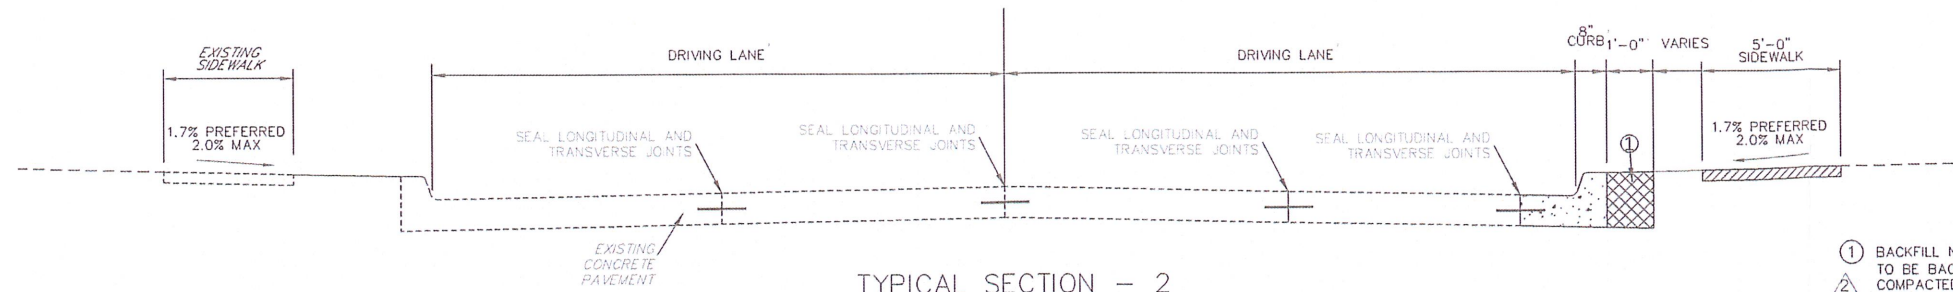 EXISTING
SIDEWALK
DRIVING LANE
DRIVING LANE
8"
CURB
1'-0"
VARIES
5'-0"
SIDEWALK
1.7% PREFERRED
2.0% MAX
SEAL LONGITUDINAL AND
TRANSVERSE JOINTS
SEAL LONGITUDINAL AND
TRANSVERSE JOINTS
SEAL LONGITUDINAL AND
TRANSVERSE JOINTS
SEAL LONGITUDINAL AND
TRANSVERSE JOINTS
1
1.7% PREFERRED
2.0% MAX
EXISTING
CONCRETE
PAVEMENT
TYPICAL SECTION - 2
1 BACKFILL
TO BE
2 COMPACTED